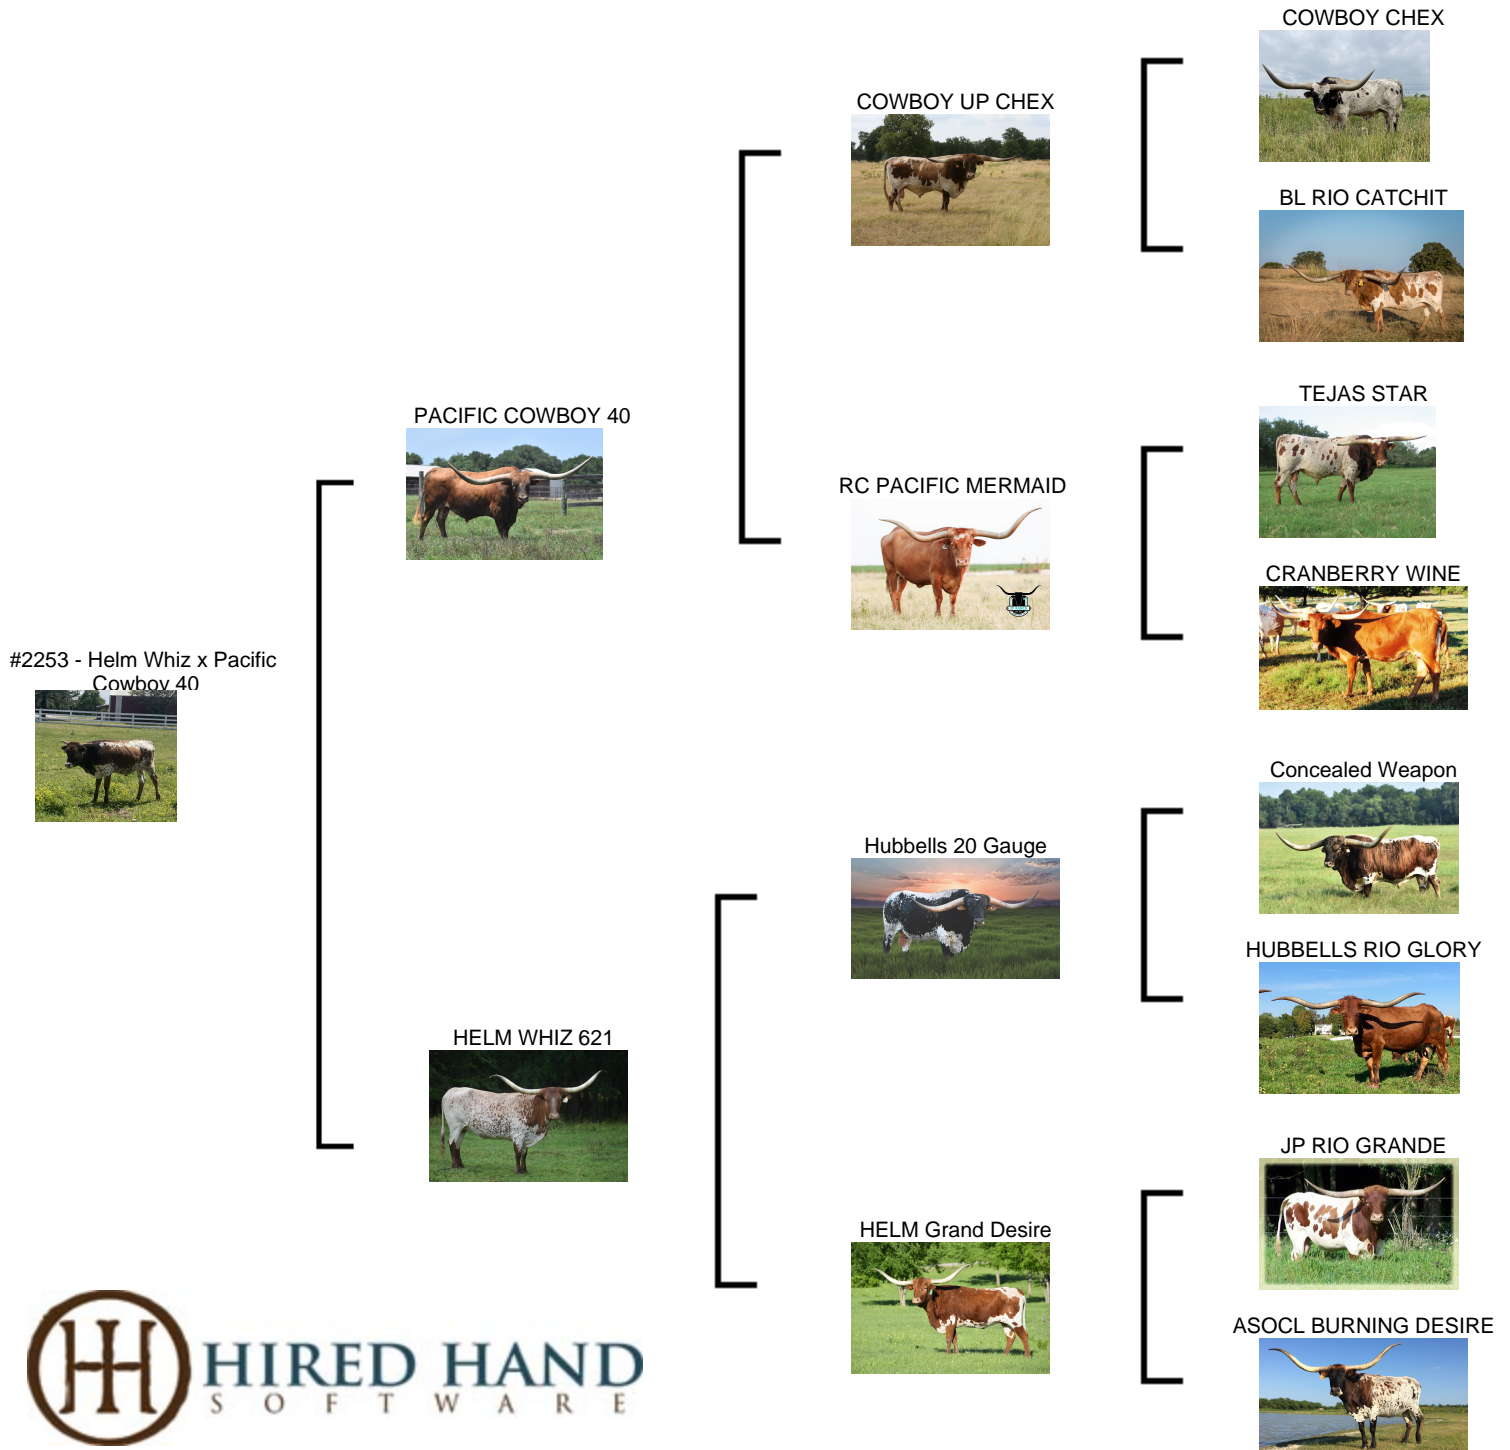 COWBOY CHEX
COWBOY UP CHEX
BL RIO CATCHIT
TEJAS STAR
PACIFIC COWBOY 40
RC PACIFIC MERMAID
CRANBERRY WINE
#2253 - Helm Whiz x Pacific
Cowboy 40
Concealed Weapon
Hubbells 20 Gauge
HUBBELLS RIO GLORY
HELM WHIZ 621
JP RIO GRANDE
HELM Grand Desire
ASOCL BURNING DESIRE
HIRED HAND
SOFTWARE